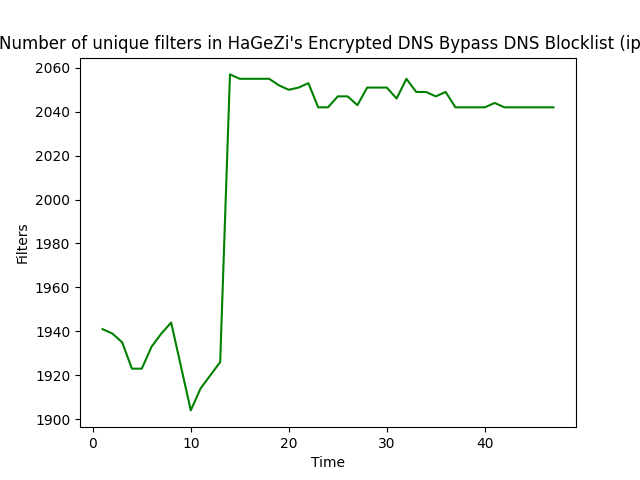 Number of unique filters in HaGeZi's Encrypted DNS Bypass DNS Blocklist (ip
2060
2040
2020
2000
1980
1960
1940
1920
1900
Filters
0 10 20 30 40
Time